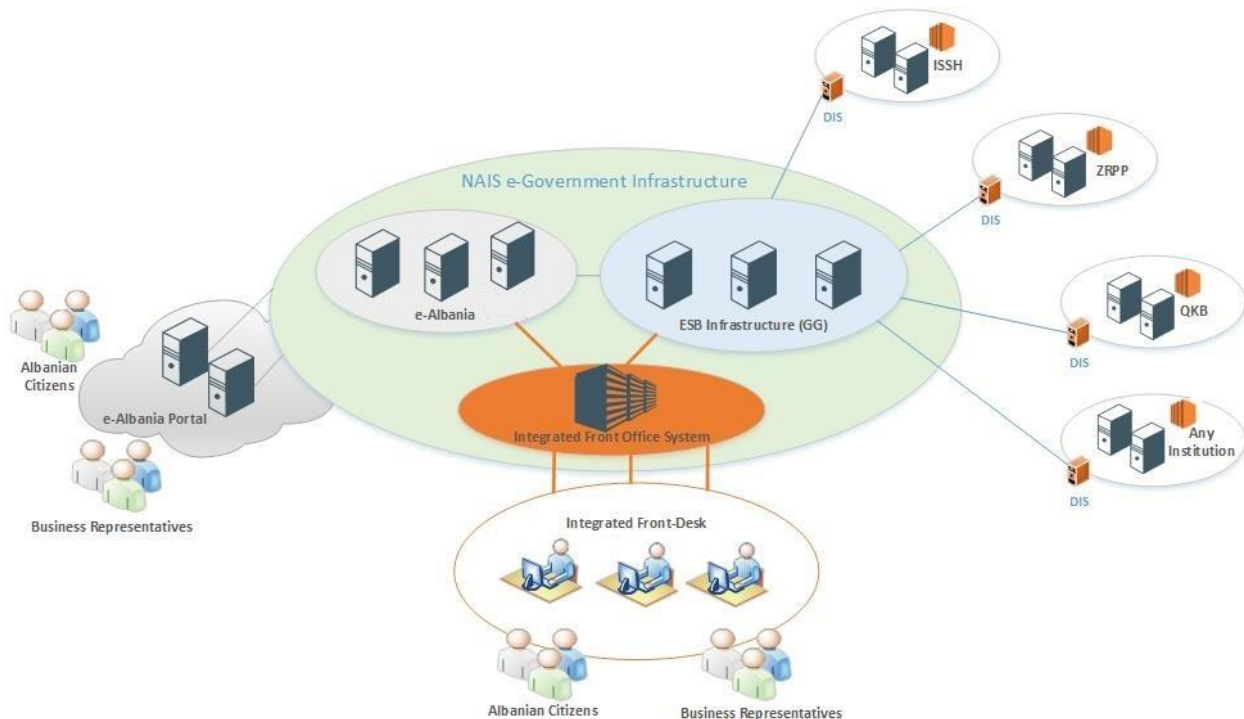 ISSH
DIS
ZRPP
DIS
NAIS e-Government Infrastructure
e-Albania
ESB Infrastructure (GG)
QKB
DIS
Albanian
Citizens
e-Albania Portal
Business Representatives
Integrated Front Office System
Any
Institution
DIS
Integrated Front-Desk
Albanian Citizens
Business Representatives